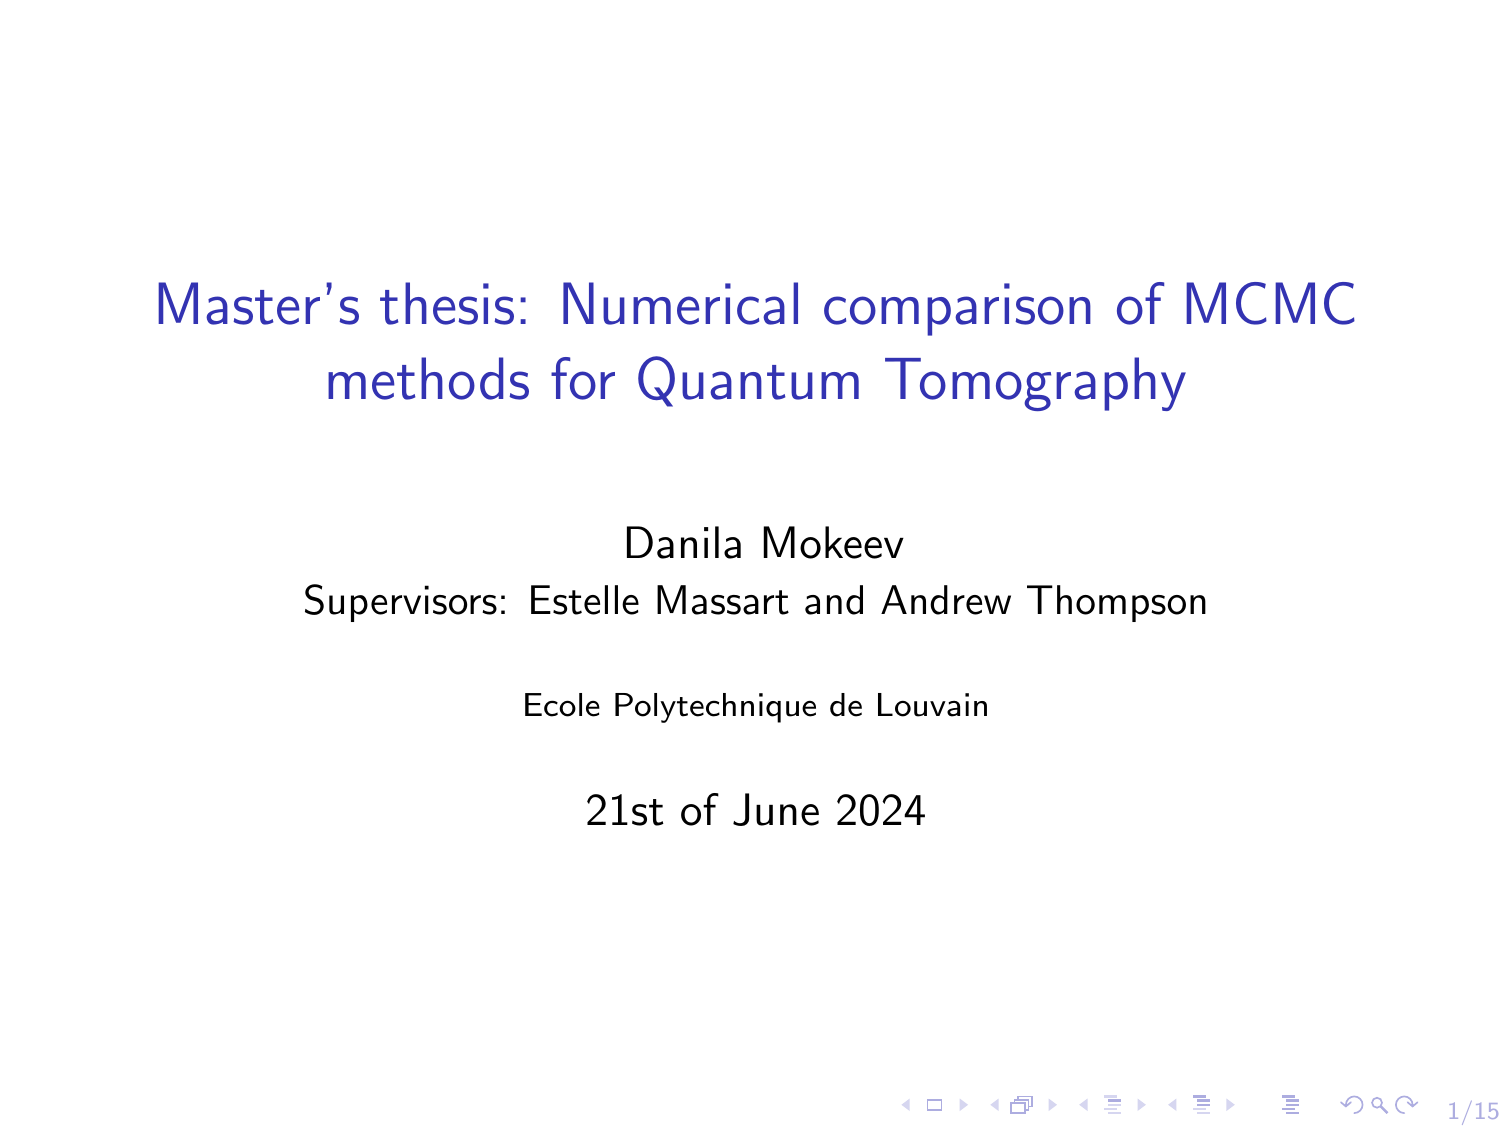 Master's thesis: Numerical comparison of MCMC
methods for Quantum Tomography
Danila Mokeev
Supervisors: Estelle Massart and Andrew Thompson
Ecole Polytechnique de Louvain
21st of June 2024
1/15